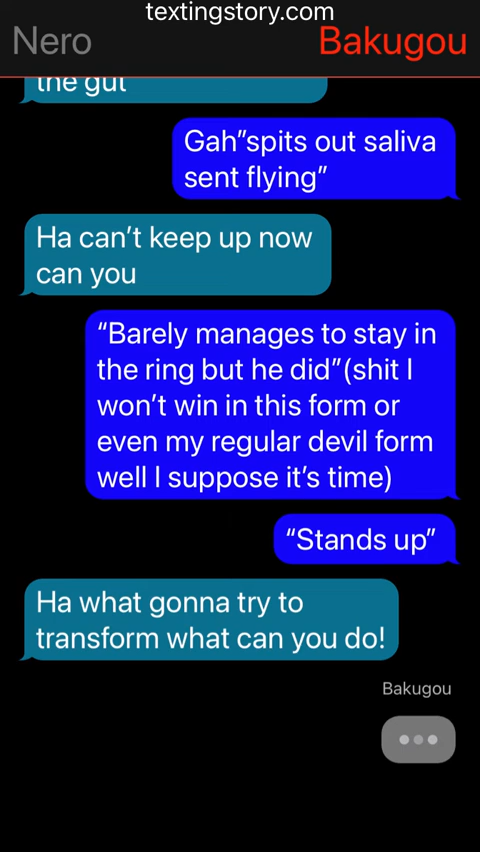 textingstory.com
Nero Bakugou
the gut
Gah"spits out saliva
sent flying"
Ha can't keep up now
can you
"Barely manages to stay in
the ring but he did"(shit I
won't win in this form or
even my regular devil form
well I suppose it's time)
"Stands up"
Ha what gonna try to
transform what can you do!
Bakugou